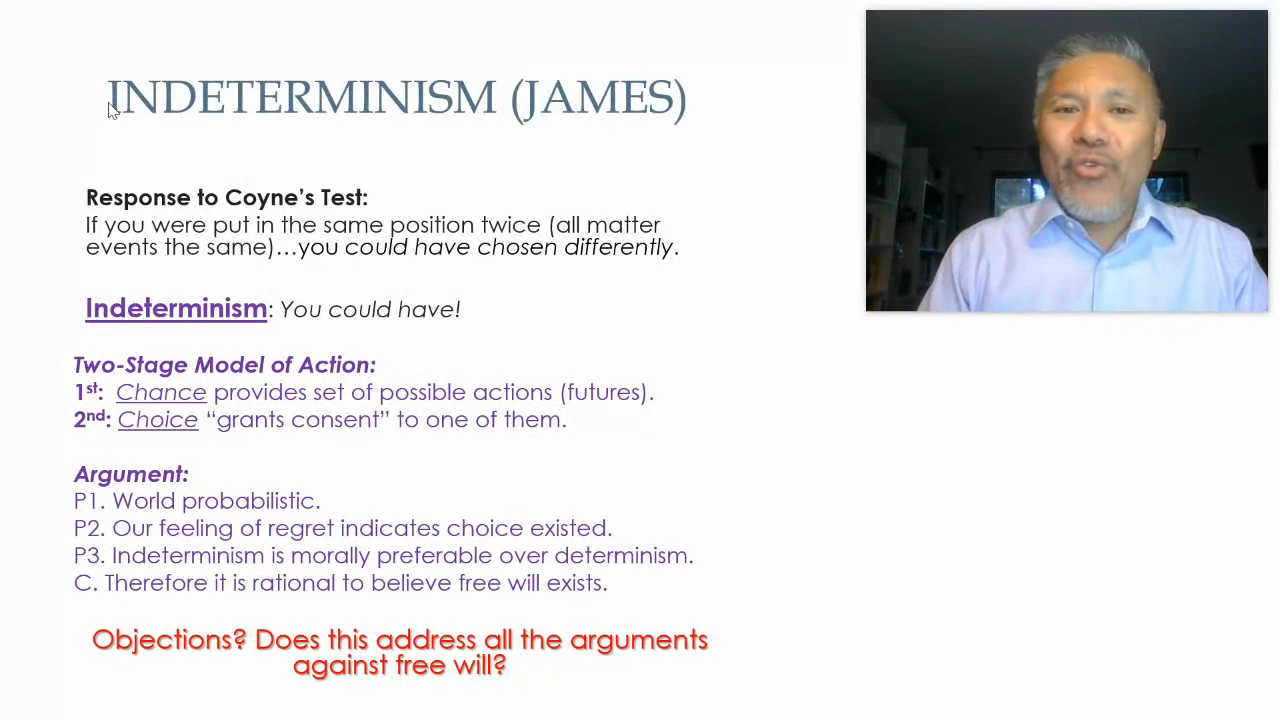 INDETERMINISM (JAMES)
Response to Coyne’s Test:
If you were put in the same position twice (all matter
events the same)…you could have chosen differently.
Indeterminism: You could have!
Two-Stage Model of Action:
1st: Chance provides set of possible actions (futures).
2nd: Choice “grants consent” to one of them.
Argument:
P1. World probabilistic.
P2. Our feeling of regret indicates choice existed.
P3. Indeterminism is morally preferable over determinism.
C. Therefore it is rational to believe free will exists.
Objections? Does this address all the arguments
against free will?